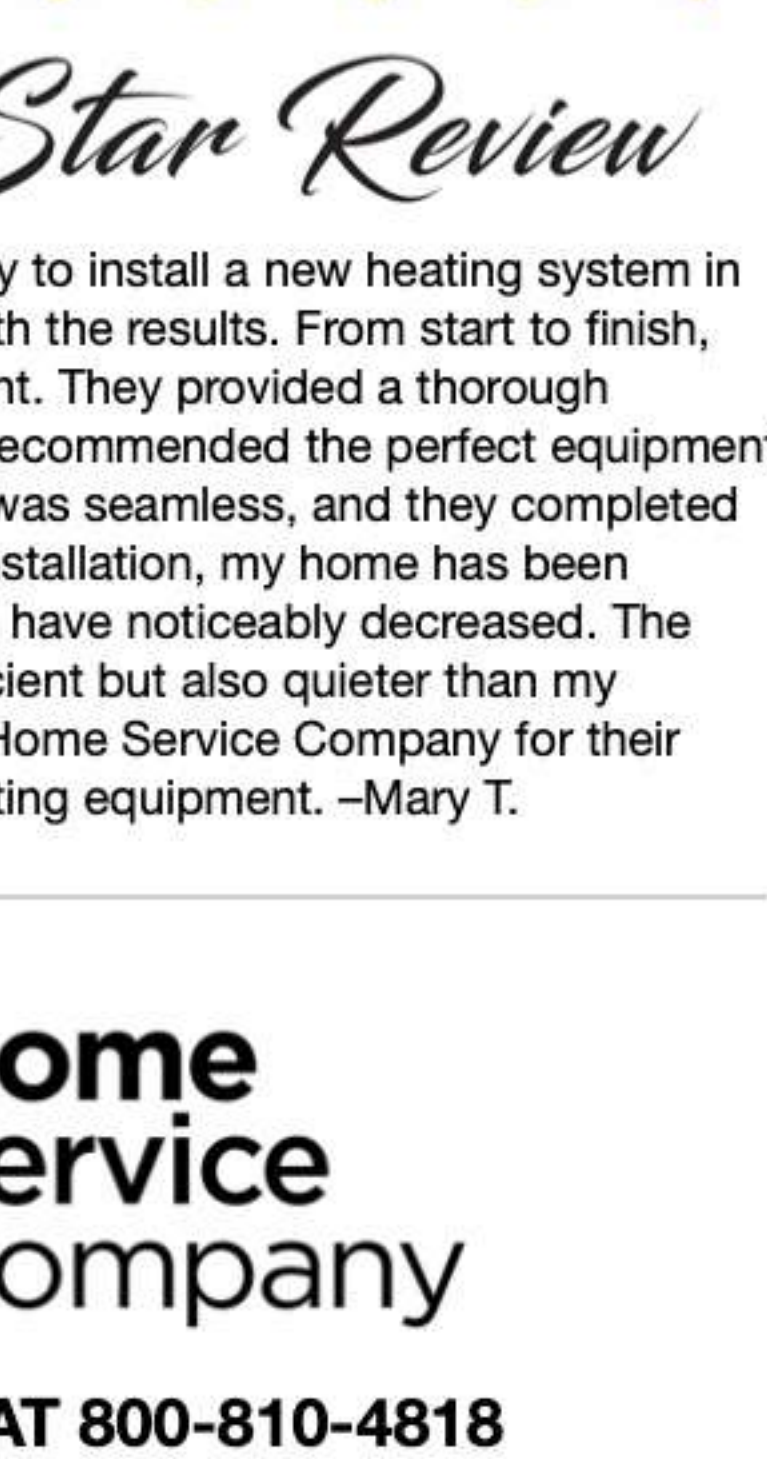 Star Review
y to install a new heating system in
th the results. From start to finish,
nt. They provided a thorough
ecommended the perfect equipment
was seamless, and they completed
stallation, my home has been
have noticeably decreased. The
cient but also quieter than my
Home Service Company for their
ting equipment. –Mary T.
ome
ervice
ompany
AT 800-810-4818